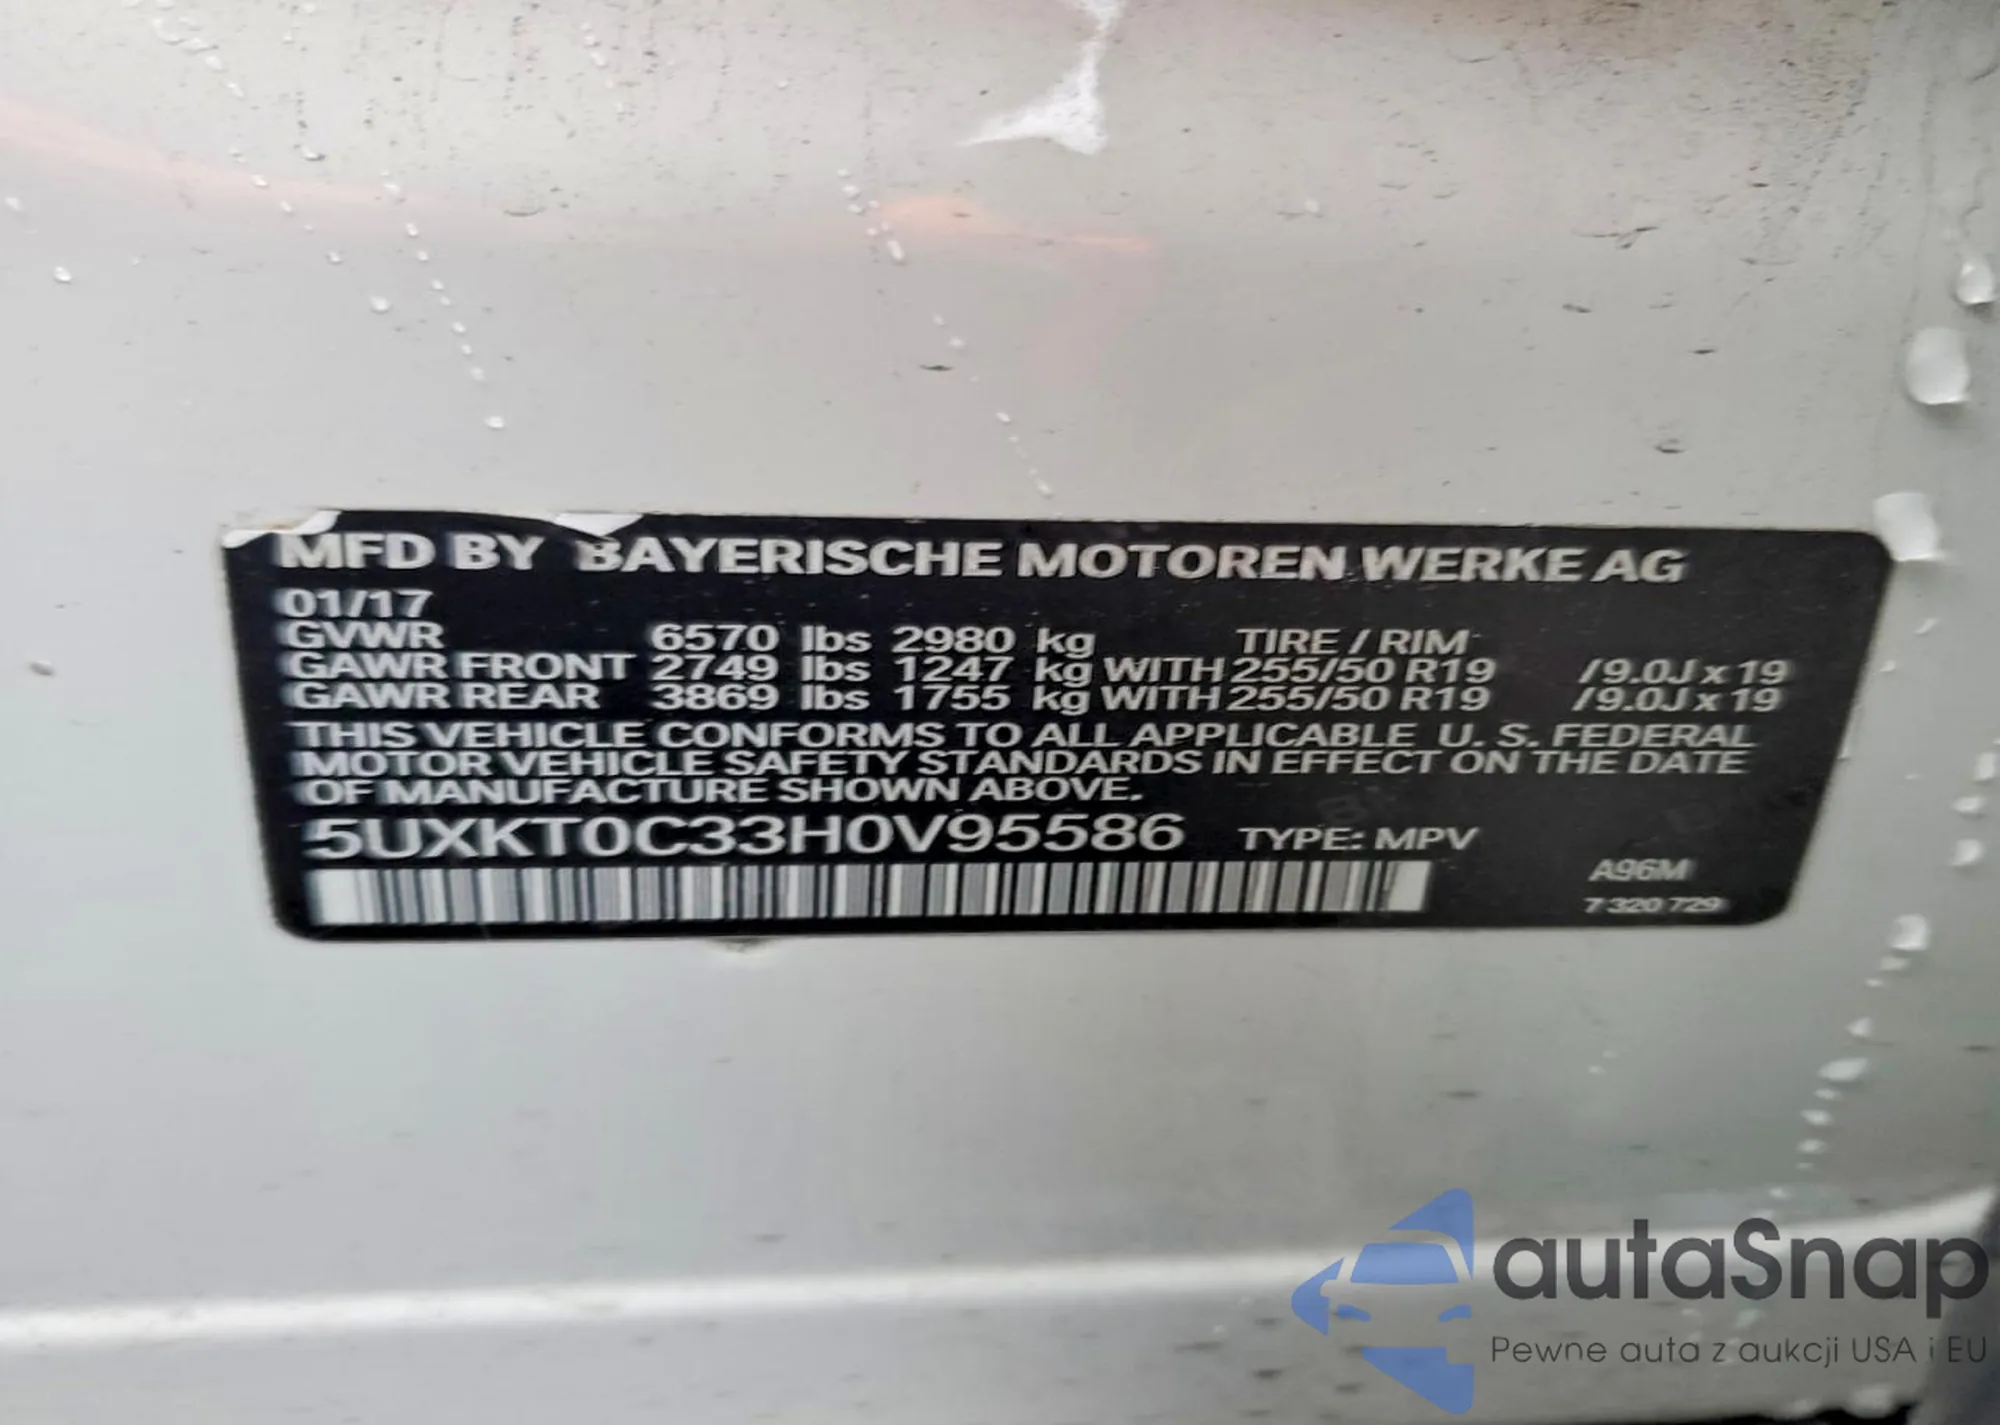 MFD BY BAYERISCHE MOTOREN WERKE AG
01/17
GVWR 6570 lbs 2980 kg TIRE / RIM
GAWR FRONT 2749 lbs 1247 kg WITH 255/50 R19 /9.0J x 19
GAWR REAR 3869 lbs 1755 kg WITH 255/50 R19 /9.0J x 19
THIS VEHICLE CONFORMS TO ALL APPLICABLE U. S. FEDERAL
MOTOR VEHICLE SAFETY STANDARDS IN EFFECT ON THE DATE
OF MANUFACTURE SHOWN ABOVE.
5UXKT0C33H0V95586 TYPE: MPV
A96M
7 320 729
autaSnap
Pewne auta z aukcji USA i EU